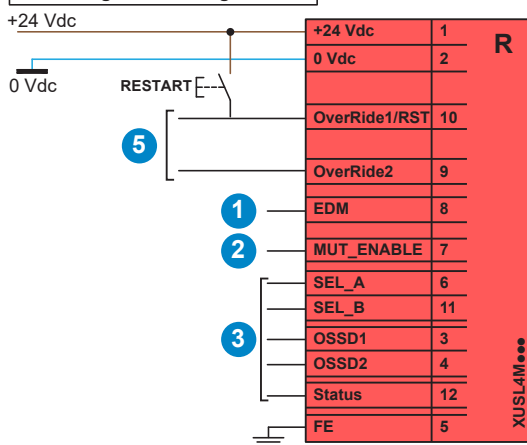 +24 Vdc
0 Vdc
RESTART
+24 Vdc 1
0 Vdc 2
R
OverRide1/RST 10
5
OverRide2 9
1 EDM 8
2 MUT_ENABLE 7
SEL_A 6
SEL_B 11
3
OSSD1 3
OSSD2 4
Status 12
FE 5
XUSL4M●●●